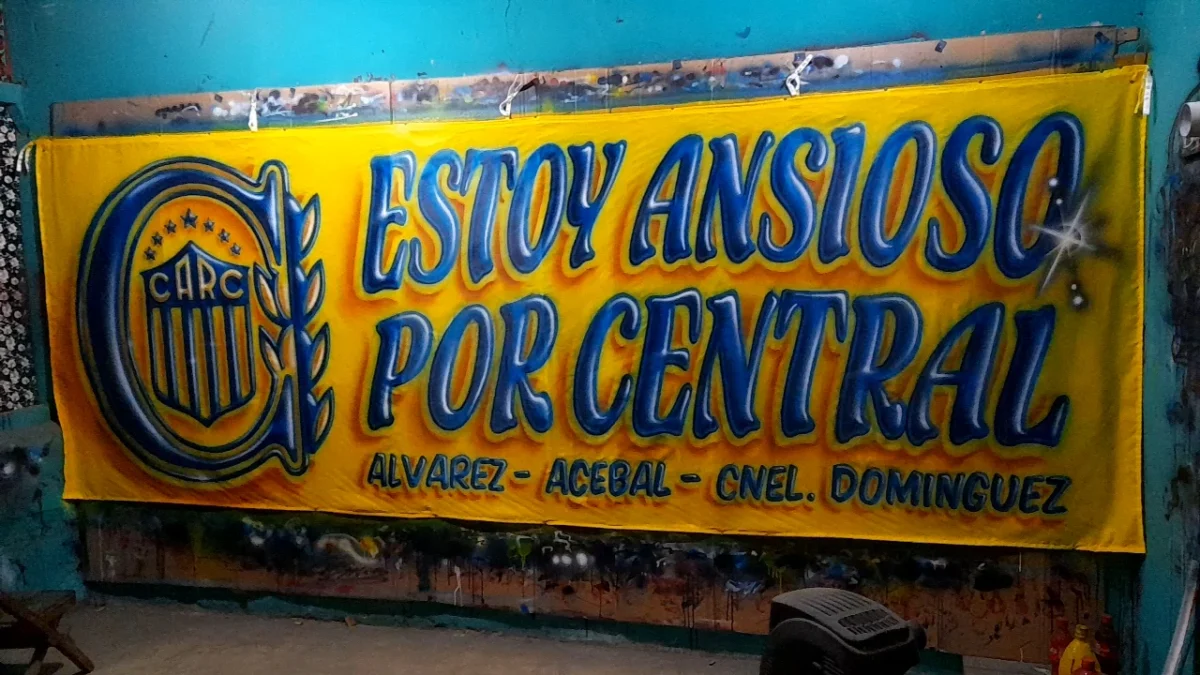 CARC
ESTOY ANSIOSO
POR CENTRAL
ALVAREZ - ACEBAL - CNEL. DOMINGUEZ